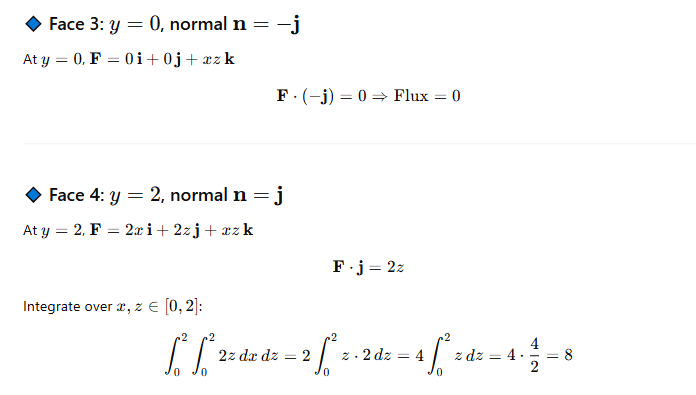 Face 3: y = 0, normal n = −j
At y = 0, F = 0 i + 0 j + xz k
F · (−j) = 0 ⇒ Flux = 0
Face 4: y = 2, normal n = j
At y = 2, F = 2x i + 2z j + xz k
F · j = 2z
Integrate over x, z ∈ [0, 2]:
∫₀² ∫₀² 2z dx dz = 2 ∫₀² z · 2 dz = 4 ∫₀² z dz = 4 · 4/2 = 8